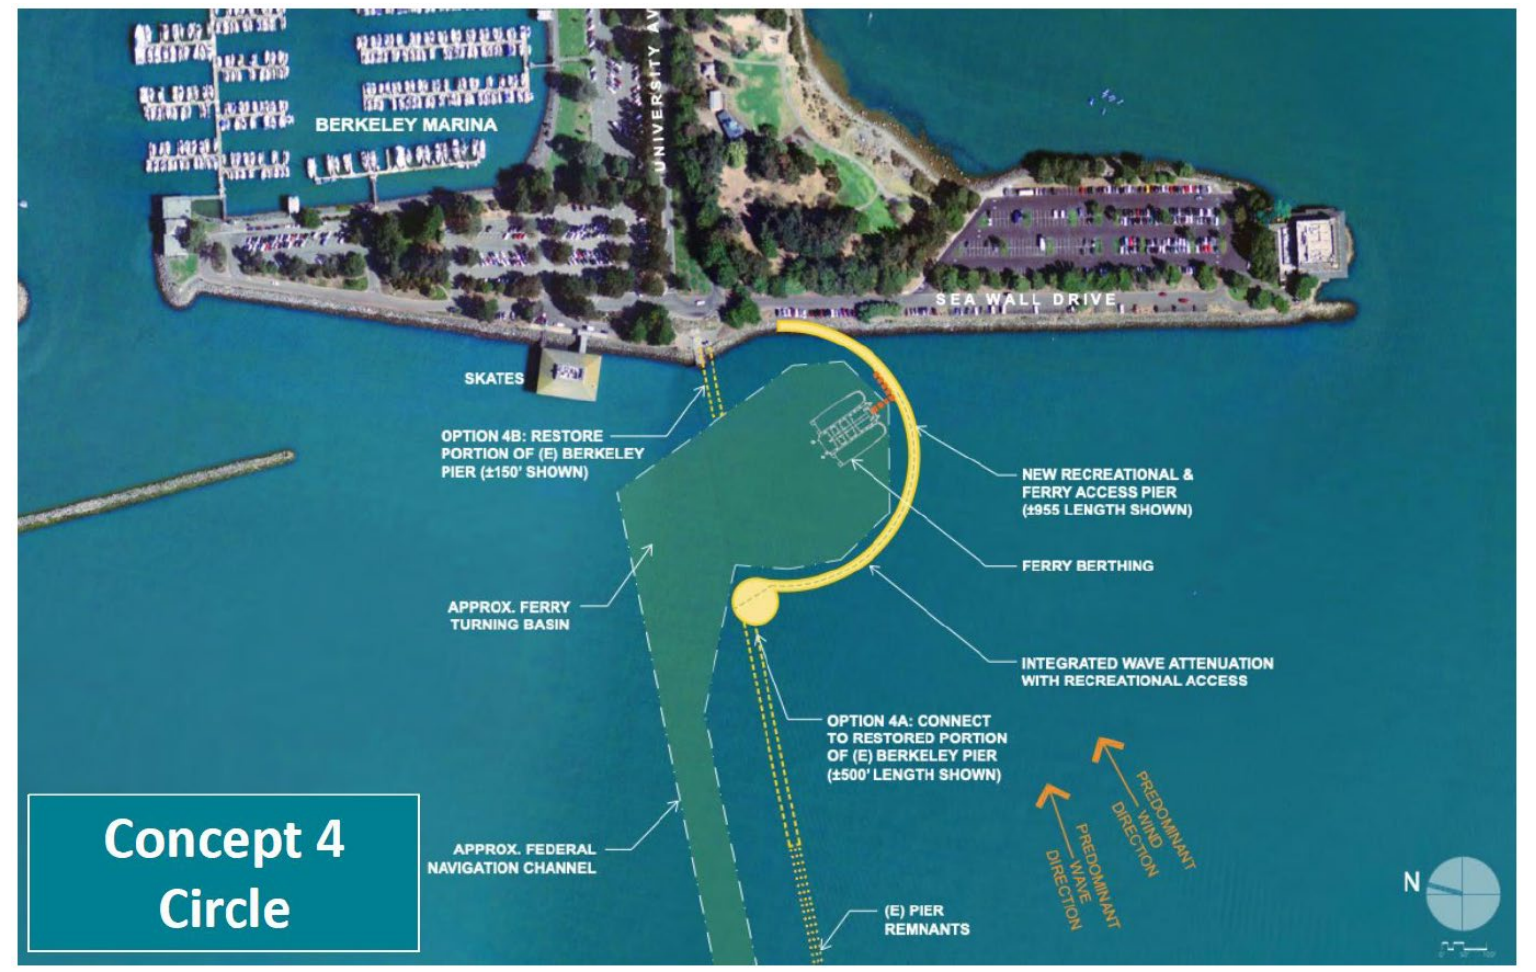 UNIVERSITY AV
BERKELEY MARINA
SEA WALL DRIVE
SKATES
OPTION 4B: RESTORE
PORTION OF (E) BERKELEY
PIER (±150' SHOWN)
NEW RECREATIONAL &
FERRY ACCESS PIER
(±955 LENGTH SHOWN)
FERRY BERTHING
APPROX. FERRY
TURNING BASIN
INTEGRATED WAVE ATTENUATION
WITH RECREATIONAL ACCESS
OPTION 4A: CONNECT
TO RESTORED PORTION
OF (E) BERKELEY PIER
(±500' LENGTH SHOWN)
PREDOMINANT
WIND
DIRECTION
PREDOMINANT
WAVE
DIRECTION
APPROX. FEDERAL
NAVIGATION CHANNEL
(E) PIER
REMNANTS
Concept 4
Circle
N